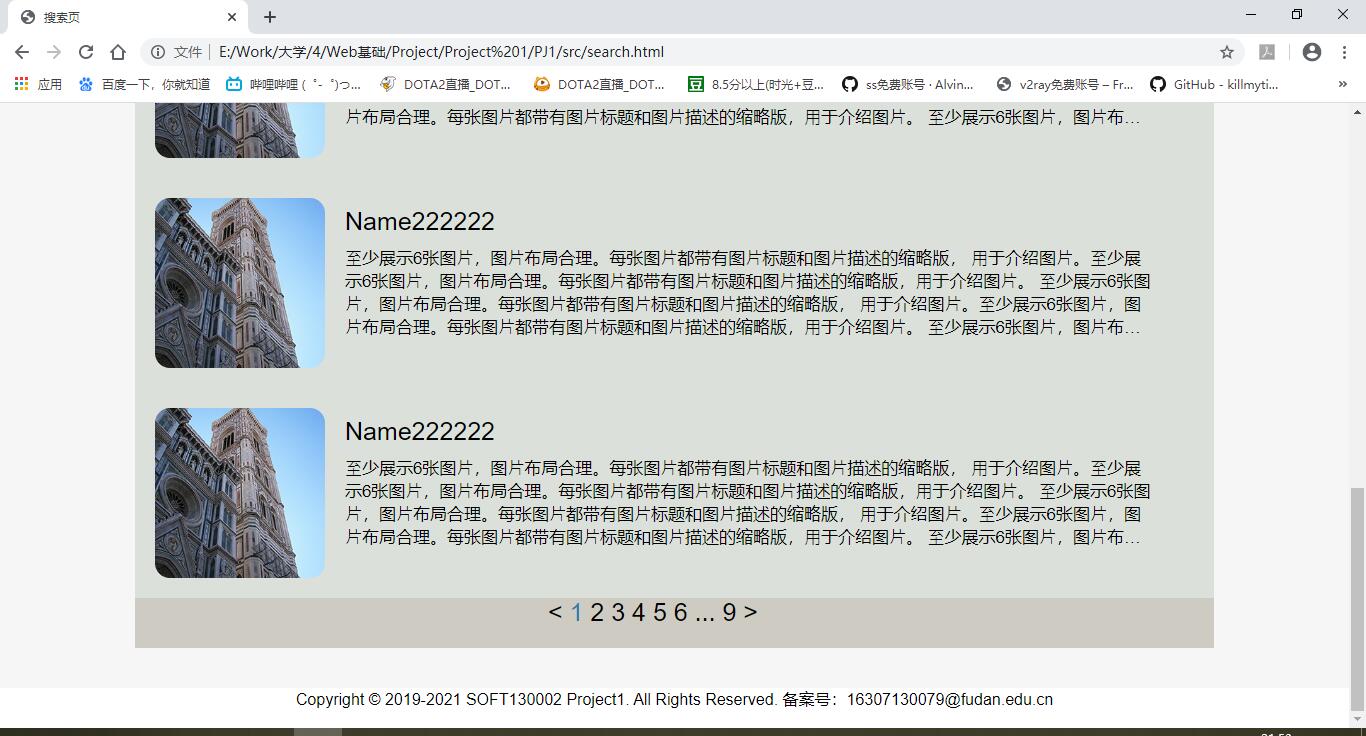 搜索页
文件 E:/Work/大学/4/Web基础/Project/Project%201/PJ1/src/search.html
应用 百度一下，你就知道 哔哩哔哩 ( ゜- ゜)つ... DOTA2直播_DOT... DOTA2直播_DOT... 8.5分以上(时光+豆... ss免费账号 · Alvin... v2ray免费账号 – Fr... GitHub - killmyti... »
片布局合理。每张图片都带有图片标题和图片描述的缩略版，用于介绍图片。 至少展示6张图片，图片布...
Name222222
至少展示6张图片，图片布局合理。每张图片都带有图片标题和图片描述的缩略版， 用于介绍图片。至少展
示6张图片，图片布局合理。每张图片都带有图片标题和图片描述的缩略版，用于介绍图片。 至少展示6张图
片，图片布局合理。每张图片都带有图片标题和图片描述的缩略版， 用于介绍图片。至少展示6张图片，图
片布局合理。每张图片都带有图片标题和图片描述的缩略版，用于介绍图片。 至少展示6张图片，图片布...
Name222222
至少展示6张图片，图片布局合理。每张图片都带有图片标题和图片描述的缩略版， 用于介绍图片。至少展
示6张图片，图片布局合理。每张图片都带有图片标题和图片描述的缩略版，用于介绍图片。 至少展示6张图
片，图片布局合理。每张图片都带有图片标题和图片描述的缩略版， 用于介绍图片。至少展示6张图片，图
片布局合理。每张图片都带有图片标题和图片描述的缩略版，用于介绍图片。 至少展示6张图片，图片布...
< 1 2 3 4 5 6 ... 9 >
Copyright © 2019-2021 SOFT130002 Project1. All Rights Reserved. 备案号：16307130079@fudan.edu.cn